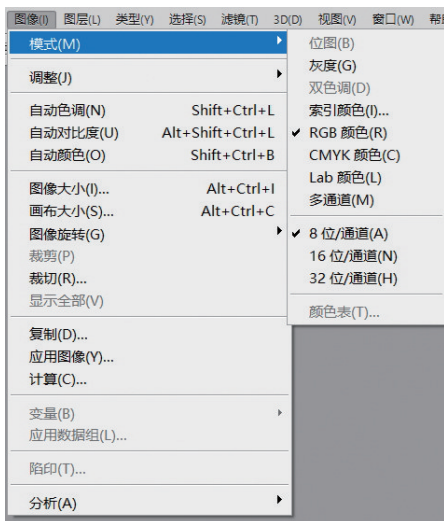 图像(I) 图层(L) 类型(Y) 选择(S) 滤镜(T) 3D(D) 视图(V) 窗口(W)
模式(M)
调整(J)
自动色调(N) Shift+Ctrl+L
自动对比度(U) Alt+Shift+Ctrl+L
自动颜色(O) Shift+Ctrl+B
图像大小(I)... Alt+Ctrl+I
画布大小(S)... Alt+Ctrl+C
图像旋转(G)
裁剪(P)
裁切(R)...
显示全部(V)
复制(D)...
应用图像(Y)...
计算(C)...
变量(B)
应用数据组(L)...
陷印(T)...
分析(A)
位图(B)
灰度(G)
双色调(D)
索引颜色(I)...
RGB 颜色(R)
CMYK 颜色(C)
Lab 颜色(L)
多通道(M)
8 位/通道(A)
16 位/通道(N)
32 位/通道(H)
颜色表(T)...